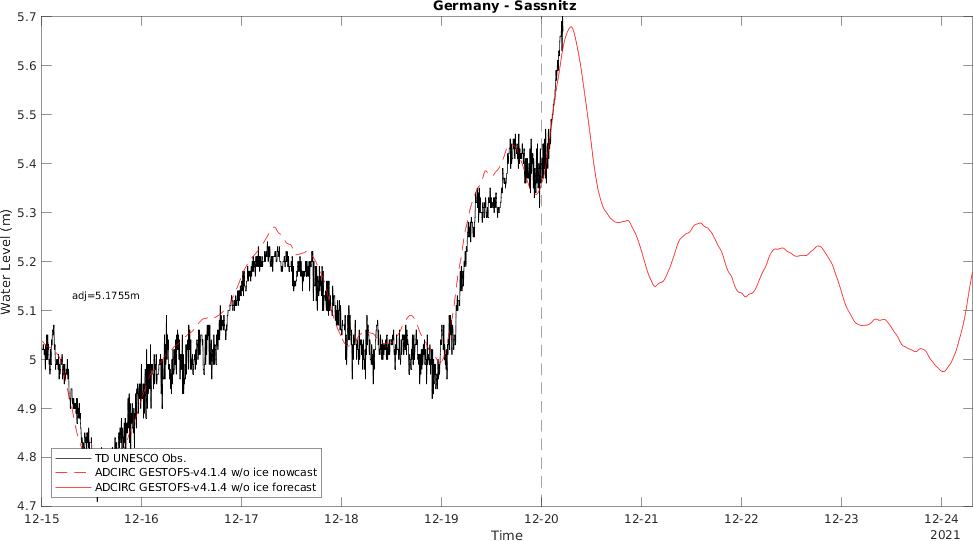 Germany - Sassnitz
5.7
5.6
5.5
5.4
5.3
5.2
5.1
5
4.9
4.8
4.7
Water Level (m)
adj=5.1755m
TD UNESCO Obs.
ADCIRC GESTOFS-v4.1.4 w/o ice nowcast
ADCIRC GESTOFS-v4.1.4 w/o ice forecast
12-15 12-16 12-17 12-18 12-19 12-20 12-21 12-22 12-23 12-24
Time
2021